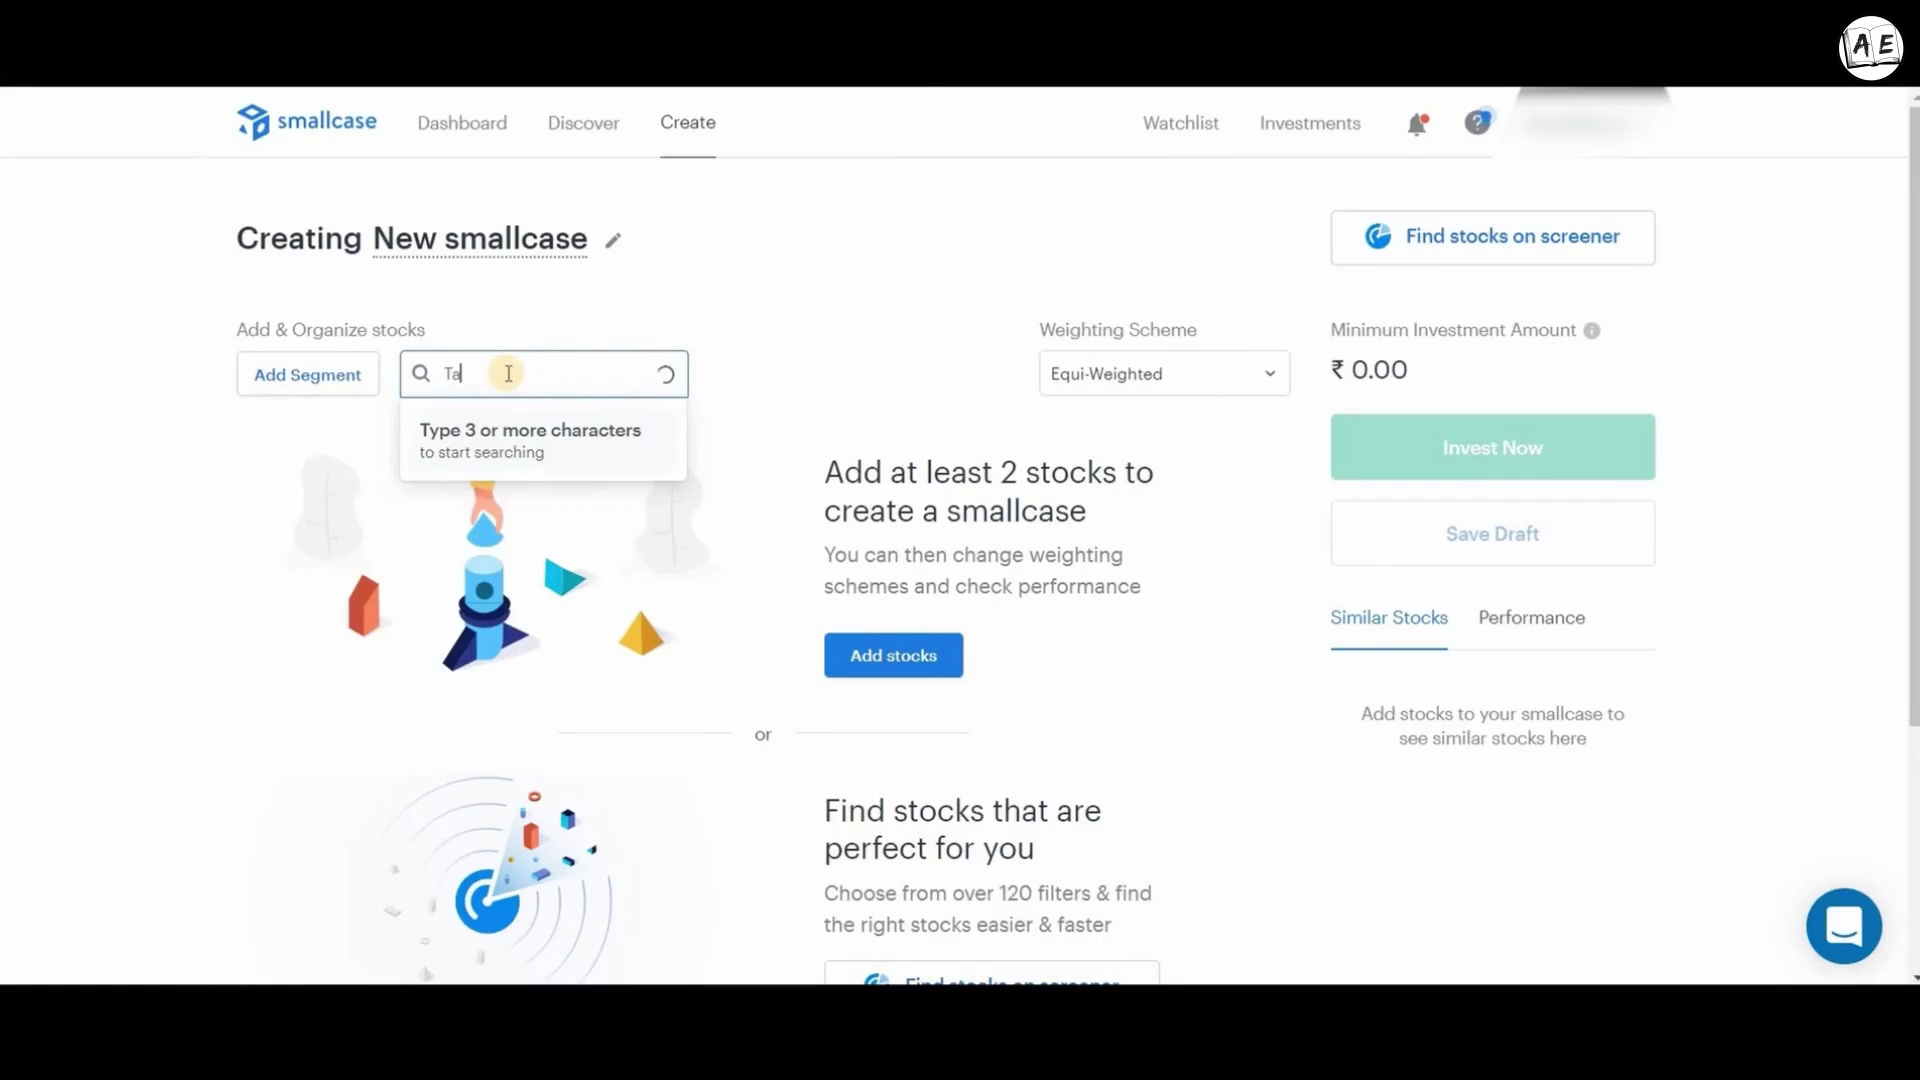 A E
smallcase
Dashboard
Discover
Create
Watchlist
Investments
?
Creating New smallcase
Find stocks on screener
Add & Organize stocks
Weighting Scheme
Minimum Investment Amount i
Add Segment
Ta
Equi-Weighted
₹ 0.00
Type 3 or more characters
to start searching
Invest Now
Add at least 2 stocks to
create a smallcase
Save Draft
You can then change weighting
schemes and check performance
Similar Stocks
Performance
Add stocks
Add stocks to your smallcase to
see similar stocks here
or
Find stocks that are
perfect for you
Choose from over 120 filters & find
the right stocks easier & faster
Find stocks on screener